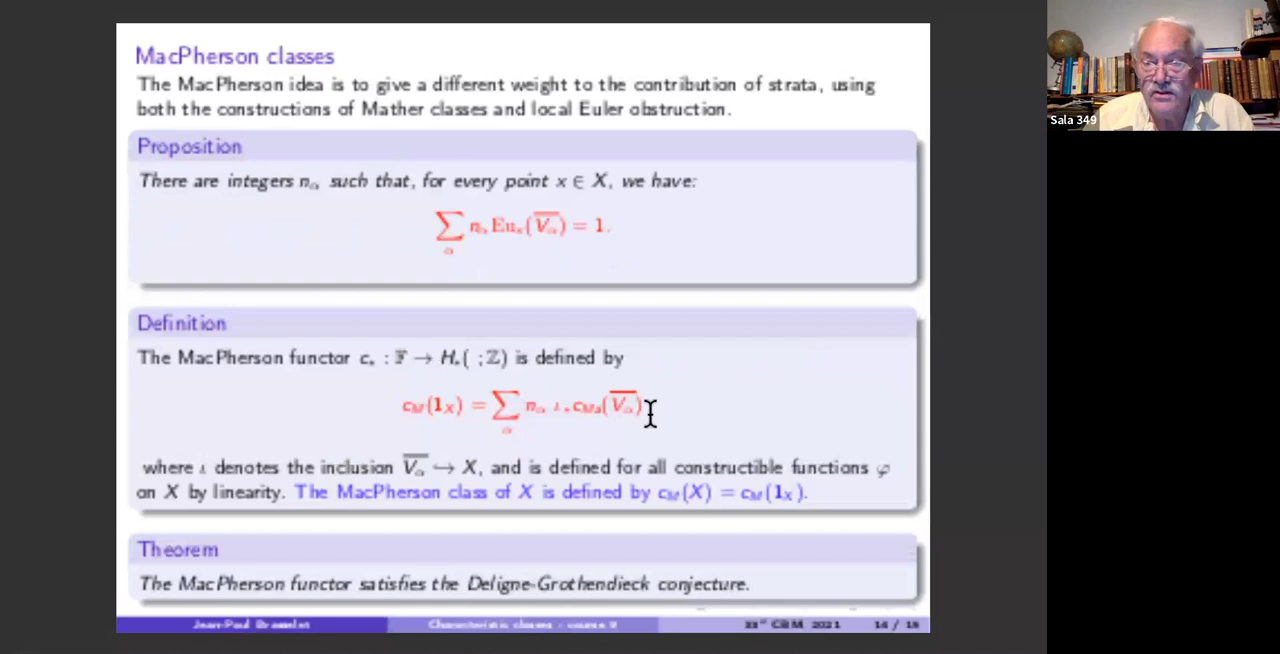 MacPherson classes
The MacPherson idea is to give a different weight to the contribution of strata, using
both the constructions of Mather classes and local Euler obstruction.
Proposition
There are integers nα such that, for every point x ∈ X, we have:
∑α nα Eux(V̅α) = 1.
Definition
The MacPherson functor c* : 𝔽 → H*( ;ℤ) is defined by
cM(1X) = ∑α nα ι* cMa(V̅α)
where ι denotes the inclusion V̅α ↪ X, and is defined for all constructible functions φ
on X by linearity. The MacPherson class of X is defined by cM(X) = cM(1X).
Theorem
The MacPherson functor satisfies the Deligne-Grothendieck conjecture.
Jean-Paul Brasselet Characteristic classes - course CBM 2021 14 / 15
Sala 349